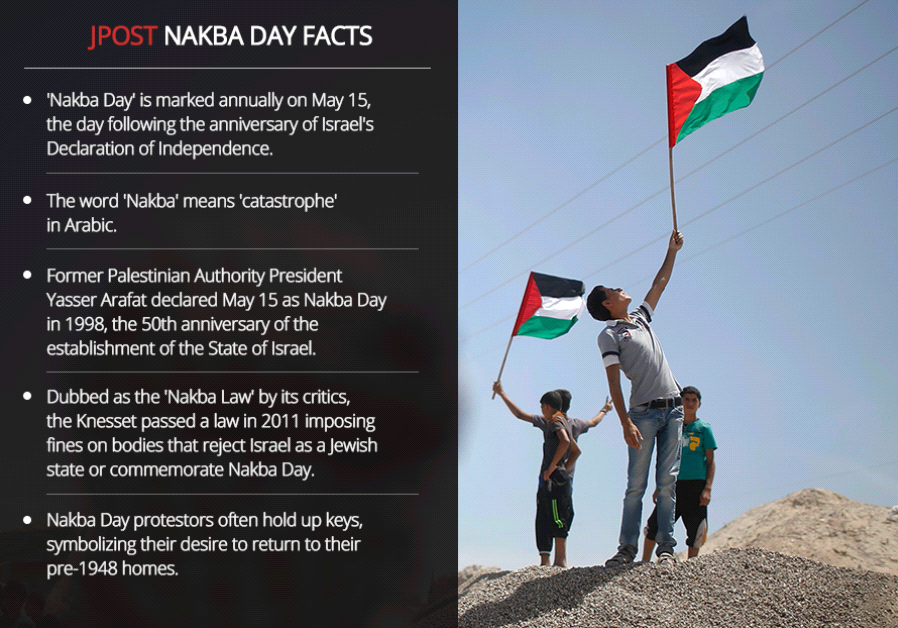 JPOST NAKBA DAY FACTS
'Nakba Day' is marked annually on May 15,
the day following the anniversary of Israel's
Declaration of Independence.
The word 'Nakba' means 'catastrophe'
in Arabic.
Former Palestinian Authority President
Yasser Arafat declared May 15 as Nakba Day
in 1998, the 50th anniversary of the
establishment of the State of Israel.
Dubbed as the 'Nakba Law' by its critics,
the Knesset passed a law in 2011 imposing
fines on bodies that reject Israel as a Jewish
state or commemorate Nakba Day.
Nakba Day protestors often hold up keys,
symbolizing their desire to return to their
pre-1948 homes.